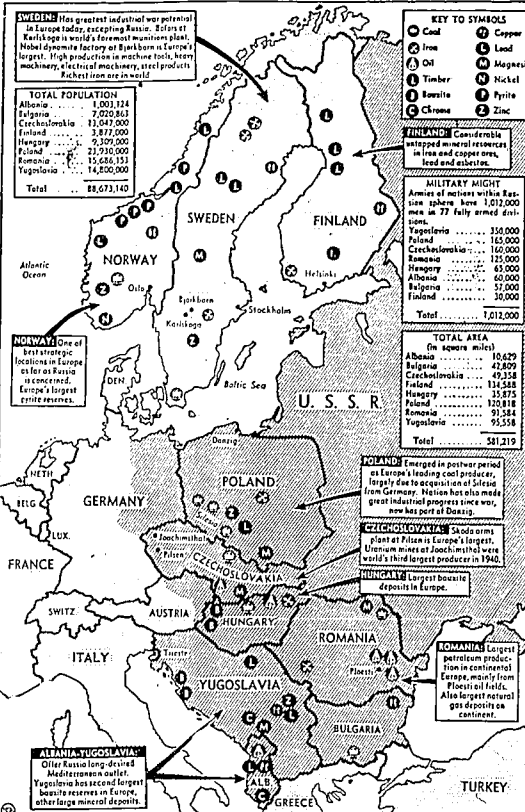 SWEDEN: Has greatest industrial war potential
in Europe today, excepting Russia. Bofors at
Karlskoga is world's foremost munitions plant.
Nobel dynamite factory at Bjorkborn is Europe's
largest. High production in machine tools, heavy
machinery, electrical machinery, steel products
Richest iron ore in world
KEY TO SYMBOLS
Coal
Iron
Oil
Timber
Bauxite
Chrome
Copper
Lead
Magnesi
Nickel
Pyrite
Zinc
TOTAL POPULATION
Albania 1,003,124
Bulgaria 7,020,863
Czechoslovakia 13,047,000
Finland 3,877,000
Hungary 9,309,000
Poland 23,930,000
Romania 15,686,153
Yugoslavia 14,800,000
Total 88,673,140
FINLAND: Considerable
untapped mineral resources
in iron and copper ores,
lead and asbestos.
MILITARY MIGHT
Armies of nations within Rus-
sian sphere have 1,012,000
men in 77 fully armed divi-
sions.
Yugoslavia 350,000
Poland 165,000
Czechoslovakia 160,000
Romania 125,000
Hungary 65,000
Albania 60,000
Bulgaria 57,000
Finland 30,000
Total 1,012,000
SWEDEN
FINLAND
NORWAY
Atlantic
Ocean
Oslo
Helsinki
Bjorkborn
Karlskoga
Stockholm
NORWAY: One of
best strategic
locations in Europe
as far as Russia
is concerned.
Europe's largest
pyrite reserves.
TOTAL AREA
(in square miles)
Albania 10,629
Bulgaria 42,809
Czechoslovakia 49,358
Finland 134,588
Hungary 35,875
Poland 120,818
Romania 91,584
Yugoslavia 95,558
Total 581,219
DEN.
Baltic Sea
U. S. S. R.
Danzig
POLAND
Silesia
NETH
BELG
LUX.
GERMANY
FRANCE
POLAND: Emerged in postwar period
as Europe's leading coal producer,
largely due to acquisition of Silesia
from Germany. Nation has also made
great industrial progress since war,
now has part of Danzig.
Joachimsthal
Pilsen
CZECHOSLOVAKIA
CZECHOSLOVAKIA: Skoda arms
plant at Pilsen is Europe's largest.
Uranium mines at Joachimsthal were
world's third largest producer in 1940.
HUNGARY: Largest bauxite
deposits in Europe.
SWITZ.
AUSTRIA
HUNGARY
ROMANIA
Ploesti
ITALY
Trieste
YUGOSLAVIA
BULGARIA
ROMANIA: Largest
petroleum produc-
tion in continental
Europe, mainly from
Ploesti oil fields.
Also largest natural
gas deposits on
continent.
ALBANIA-YUGOSLAVIA:
Offer Russia long-desired
Mediterranean outlet.
Yugoslavia has second largest
bauxite reserves in Europe,
other large mineral deposits.
ALB.
GREECE
TURKEY